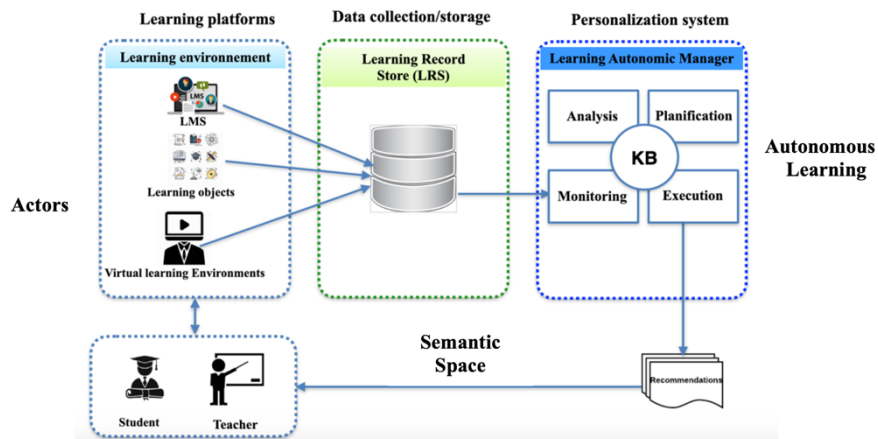 Learning platforms
Data collection/storage
Personalization system
Learning environnement
Learning Record
Store (LRS)
Learning Autonomic Manager
LMS
LMS
Learning objects
Virtual learning Environments
Analysis
Planification
KB
Monitoring
Execution
Actors
Autonomous
Learning
Semantic
Space
Recommendations
Student
Teacher